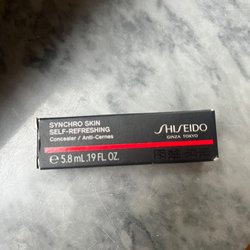 SYNCHRO SKIN
SELF-REFRESHING
Concealer / Anti-Cernes
SHISEIDO
GINZA TOKYO
℮ 5.8 mL .19 FL. OZ.